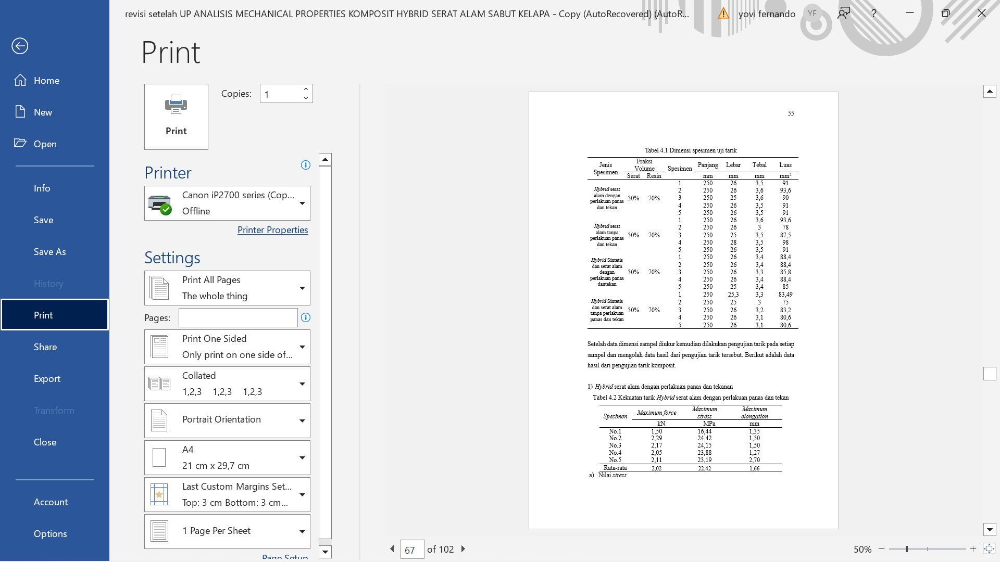 revisi setelah UP ANALISIS MECHANICAL PROPERTIES KOMPOSIT HYBRID SERAT ALAM SABUT KELAPA - Copy (AutoRecovered) (AutoR...
yovi fernando
YF
?
Print
Home
New
Open
Info
Save
Save As
History
Print
Share
Export
Transform
Close
Account
Options
Print
Copies: 1
Printer
Canon iP2700 series (Cop...
Offline
Printer Properties
Settings
Print All Pages
The whole thing
Pages:
Print One Sided
Only print on one side of...
Collated
1,2,3 1,2,3 1,2,3
Portrait Orientation
A4
21 cm x 29,7 cm
Last Custom Margins Set...
Top: 3 cm Bottom: 3 cm...
1 Page Per Sheet
Page Setup
55
Tabel 4.1 Dimensi spesimen uji tarik
Jenis Spesimen Fraksi Volume Spesimen Panjang Lebar Tebal Luas
Serat Resin mm mm mm mm²
Hybrid serat alam dengan perlakuan panas dan tekan 30% 70%
1 250 26 3,5 91
2 250 26 3,6 93,6
3 250 25 3,6 90
4 250 26 3,5 91
5 250 26 3,5 91
Hybrid serat alam tanpa perlakuan panas dan tekan 30% 70%
1 250 26 3,6 93,6
2 250 26 3 78
3 250 25 3,5 87,5
4 250 28 3,5 98
5 250 26 3,5 91
Hybrid Sintetis dan serat alam dengan perlakuan panas dantekan 30% 70%
1 250 26 3,4 88,4
2 250 26 3,4 88,4
3 250 26 3,3 85,8
4 250 26 3,4 88,4
5 250 25 3,4 85
Hybrid Sintetis dan serat alam tanpa perlakuan panas dan tekan 30% 70%
1 250 25,3 3,3 83,49
2 250 25 3 75
3 250 26 3,2 83,2
4 250 26 3,1 80,6
5 250 26 3,1 80,6
Setelah data dimensi sampel diukur kemudian dilakukan pengujian tarik pada setiap
sampel dan mengolah data hasil dari pengujian tarik tersebut. Berikut adalah data
hasil dari pengujian tarik komposit.
1) Hybrid serat alam dengan perlakuan panas dan tekanan
Tabel 4.2 Kekuatan tarik Hybrid serat alam dengan perlakuan panas dan tekan
Spesimen Maximum force Maximum stress Maximum elongation
kN MPa mm
No.1 1,50 16,44 1,35
No.2 2,29 24,42 1,50
No.3 2,17 24,15 1,50
No.4 2,05 23,88 1,27
No.5 2,11 23,19 2,70
Rata-rata 2,02 22,42 1,66
a) Nilai stress
67 of 102
50%